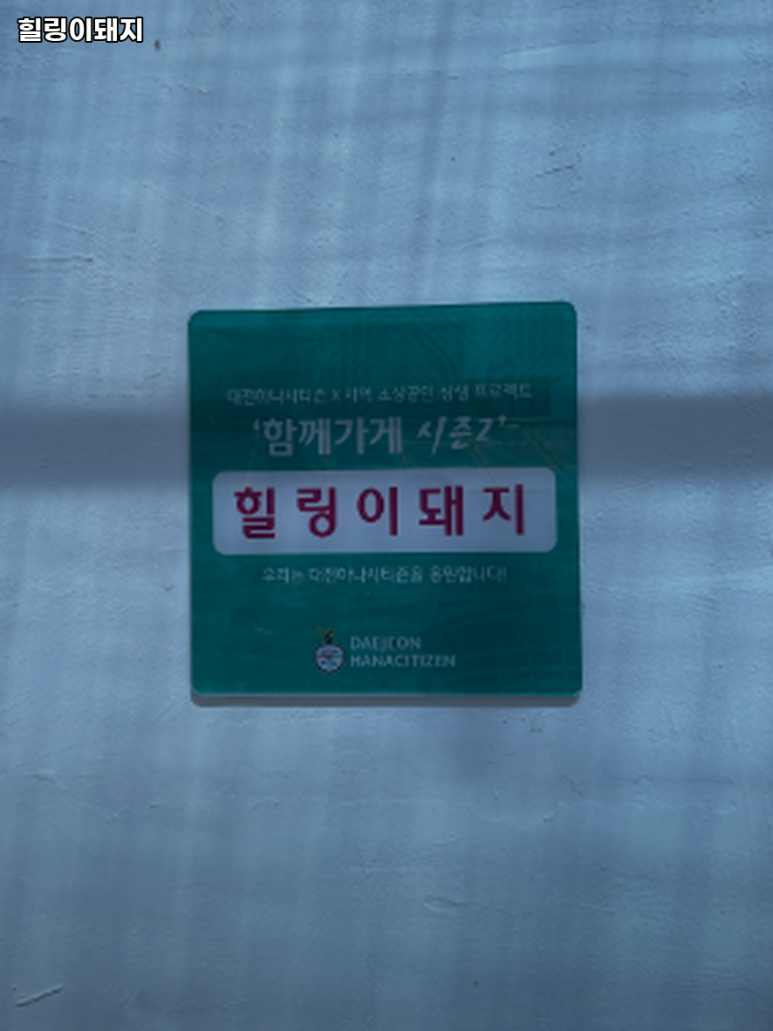 힐링이돼지
대전하나시티즌 X 지역 소상공인 상생 프로젝트
'함께가게 시즌2'
힐링이돼지
우리는 대전하나시티즌을 응원합니다!
DAEJEON
HANACITIZEN